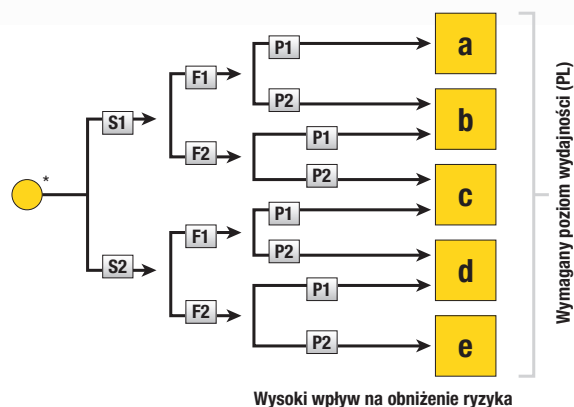 P1
a
F1
P2
b
S1
P1
F2
P2
*
c
P1
F1
P2
S2
d
P1
F2
P2
e
Wymagany poziom wydajności (PL)
Wysoki wpływ na obniżenie ryzyka